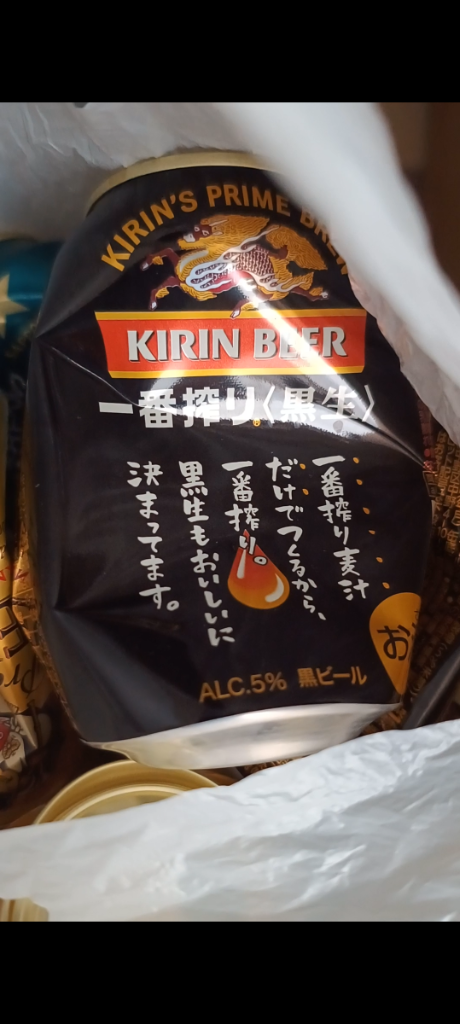 KIRIN'S PRIME BREW
KIRIN BEER
一番搾り〈黒生〉
一番搾り麦汁
だけでつくるから、
一番搾り。
黒生もおいしいに
決まってます。
お
ALC.5% 黒ビール